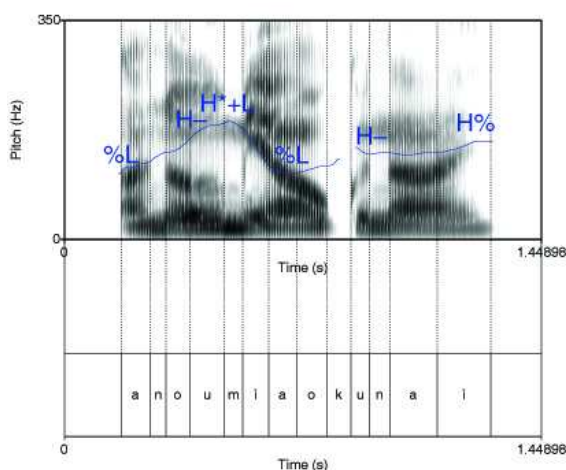 350
H*+L
H–
H%
%L
%L
H–
Pitch (Hz)
0
0
1.44898
Time (s)
a n o u m i a o k u n a i
0
1.44898
Time (s)